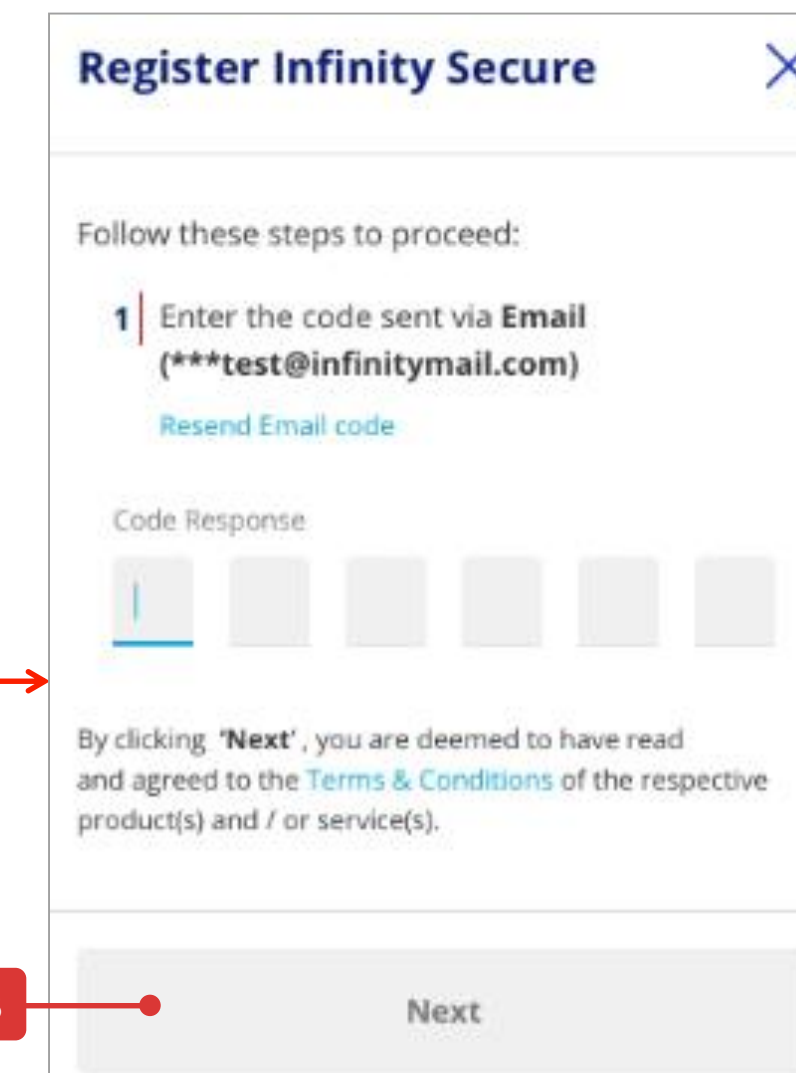 Register Infinity Secure
Follow these steps to proceed:
1 Enter the code sent via Email
(***test@infinitymail.com)
Resend Email code
Code Response
By clicking 'Next', you are deemed to have read
and agreed to the Terms & Conditions of the respective
product(s) and / or service(s).
Next